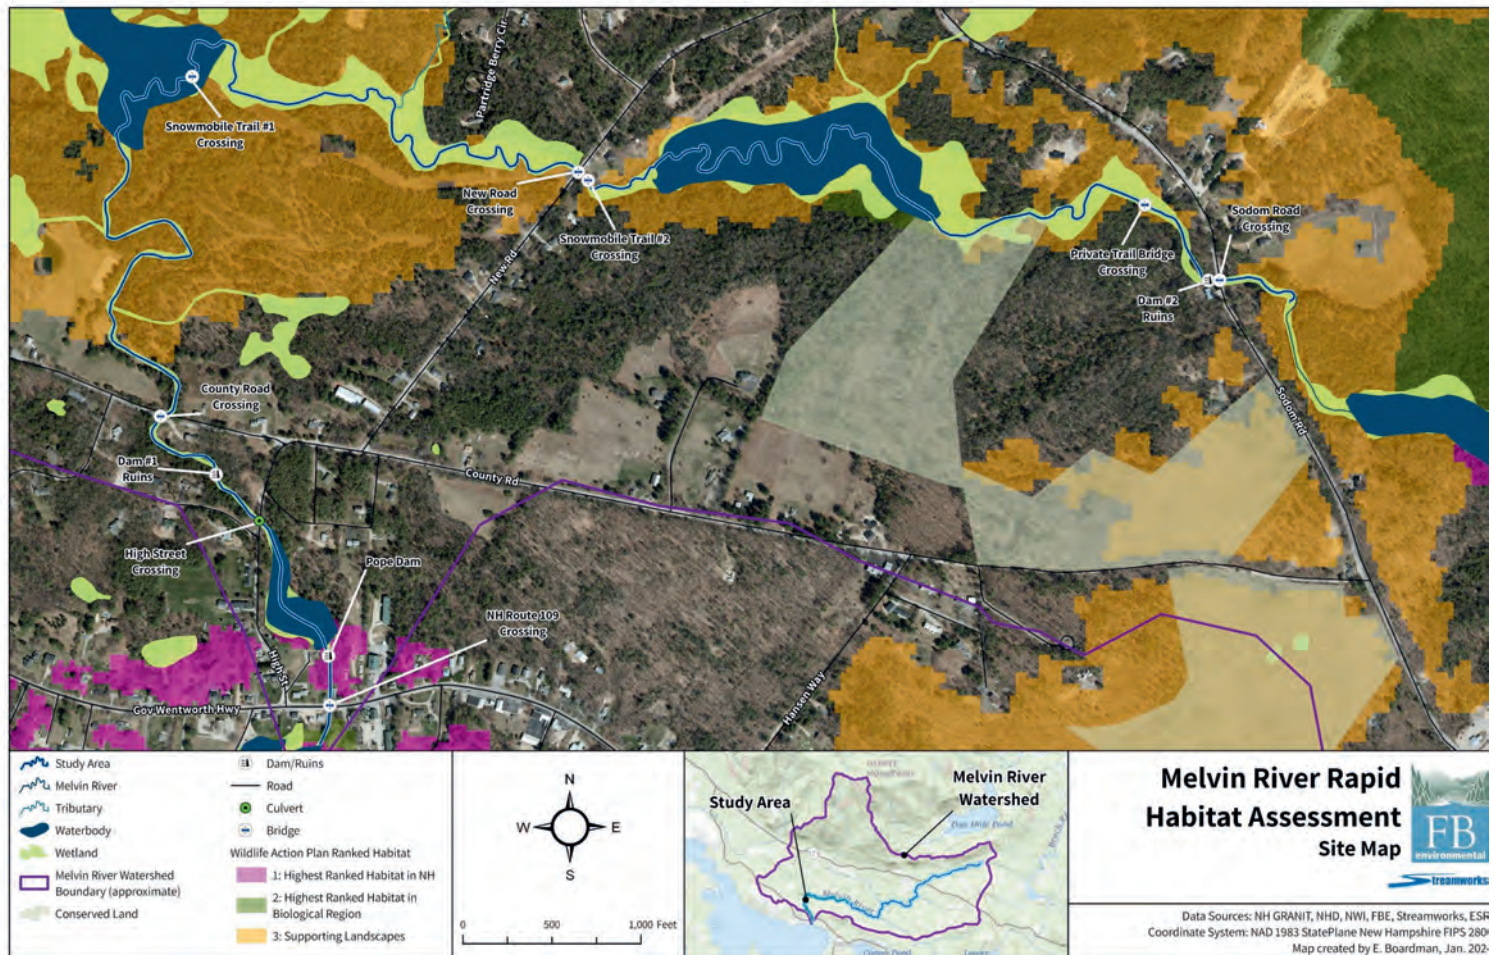 Partridge Berry Cir
Snowmobile Trail #1
Crossing
New Road
Crossing
Snowmobile Trail #2
Crossing
New Rd
Private Trail Bridge
Crossing
Sodom Road
Crossing
Dam #2
Ruins
Sodom Rd
County Road
Crossing
Dam #1
Ruins
County Rd
High Street
Crossing
Pope Dam
NH Route 109
Crossing
High St
Gov Wentworth Hwy
Hansen Way
Study Area
Melvin River
Tributary
Waterbody
Wetland
Melvin River Watershed
Boundary (approximate)
Conserved Land
Dam/Ruins
Road
Culvert
Bridge
Wildlife Action Plan Ranked Habitat
1: Highest Ranked Habitat in NH
2: Highest Ranked Habitat in
Biological Region
3: Supporting Landscapes
N
W
E
S
0
500
1,000 Feet
Study Area
Melvin River
Watershed
Dan Hole Pond
Melvin River
Melvin River Rapid
Habitat Assessment
Site Map
FB
environmental
Streamworks
Data Sources: NH GRANIT, NHD, NWI, FBE, Streamworks, ESR
Coordinate System: NAD 1983 StatePlane New Hampshire FIPS 280
Map created by E. Boardman, Jan. 202